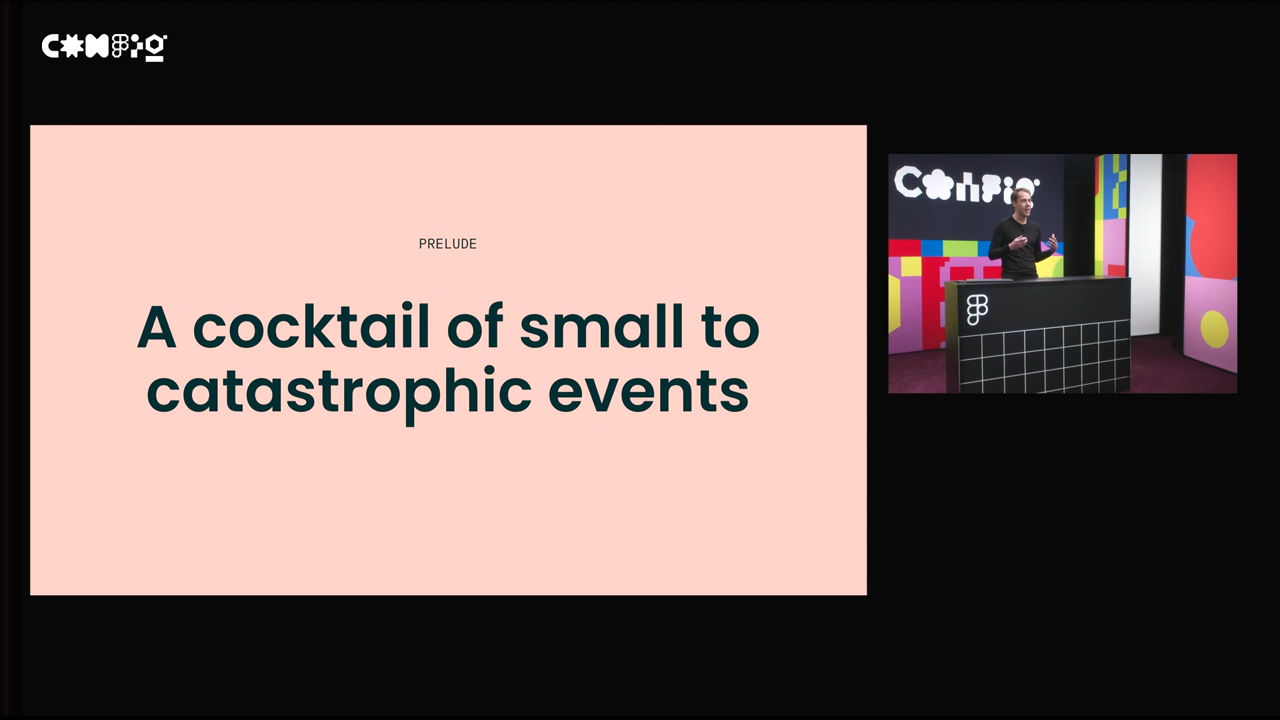 CONFIG
PRELUDE
A cocktail of small to
catastrophic events
Config